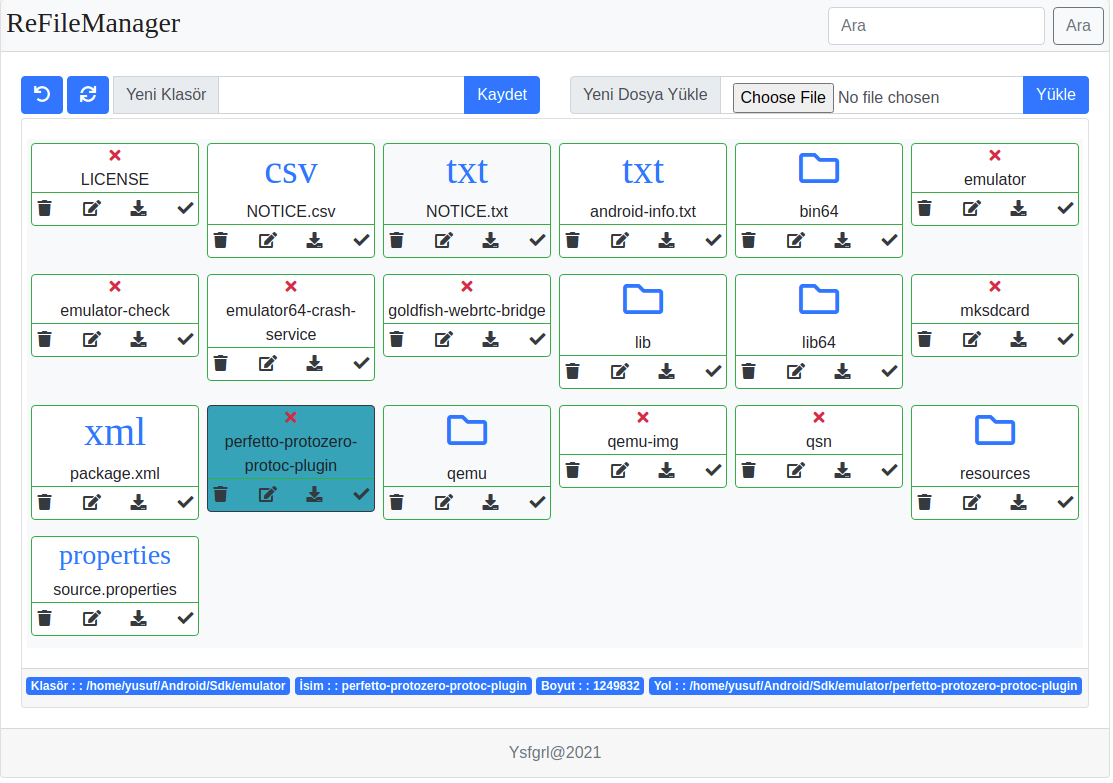 ReFileManager
Ara
Ara
Yeni Klasör
Kaydet
Yeni Dosya Yükle
Choose File No file chosen
Yükle
LICENSE
csv
NOTICE.csv
txt
NOTICE.txt
txt
android-info.txt
bin64
emulator
emulator-check
emulator64-crash-
service
goldfish-webrtc-bridge
lib
lib64
mksdcard
xml
package.xml
perfetto-protozero-
protoc-plugin
qemu
qemu-img
qsn
resources
properties
source.properties
Klasör : : /home/yusuf/Android/Sdk/emulator
İsim : : perfetto-protozero-protoc-plugin
Boyut : : 1249832
Yol : : /home/yusuf/Android/Sdk/emulator/perfetto-protozero-protoc-plugin
Ysfgrl@2021